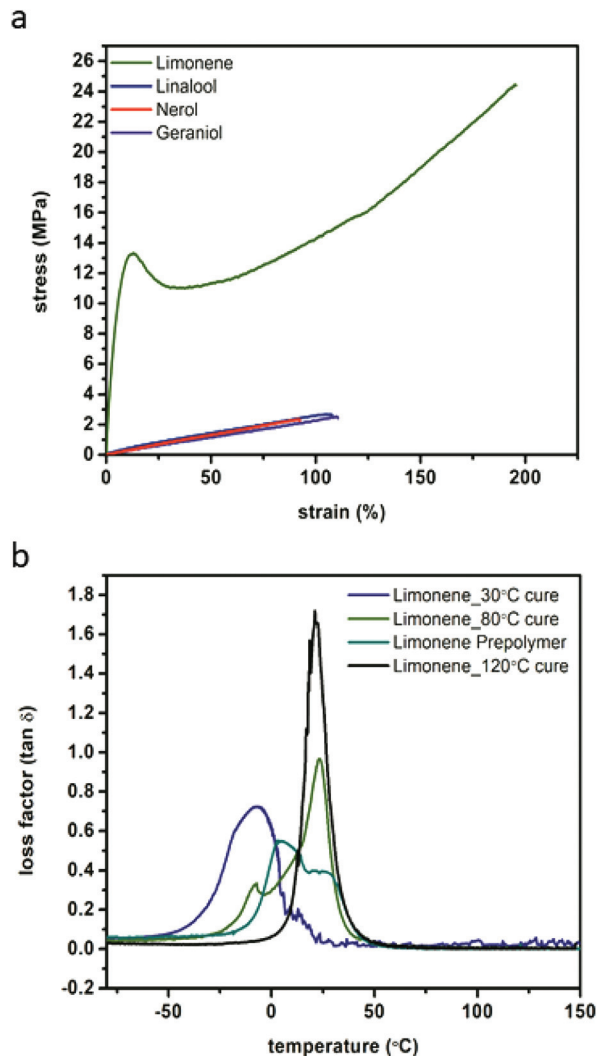 a
Limonene
Linalool
Nerol
Geraniol
26
24
22
20
18
16
14
12
10
8
6
4
2
0
stress (MPa)
0 50 100 150 200
strain (%)
b
Limonene_30°C cure
Limonene_80°C cure
Limonene Prepolymer
Limonene_120°C cure
1.8
1.6
1.4
1.2
1.0
0.8
0.6
0.4
0.2
0.0
-0.2
loss factor (tan δ)
-50 0 50 100 150
temperature (°C)